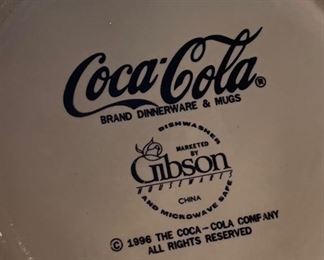 Coca-Cola®
BRAND DINNERWARE & MUGS
DISHWASHER
MARKETED
BY
Gibson
HOUSEWARES
CHINA
AND MICROWAVE SAFE
© 1996 THE COCA-COLA COMPANY
ALL RIGHTS RESERVED